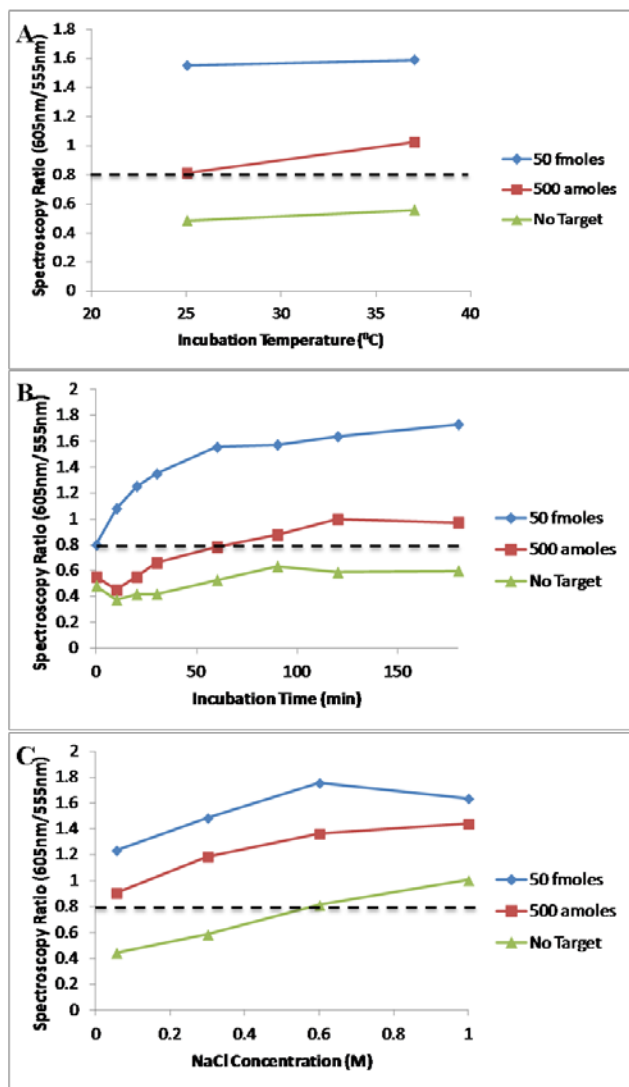 A
Spectroscopy Ratio (605nm/555nm)
1.8
1.6
1.4
1.2
1
0.8
0.6
0.4
0.2
0
20
25
30
35
40
Incubation Temperature (⁰C)
50 fmoles
500 amoles
No Target
B
Spectroscopy Ratio (605nm/555nm)
2
1.8
1.6
1.4
1.2
1
0.8
0.6
0.4
0.2
0
0
50
100
150
Incubation Time (min)
50 fmoles
500 amoles
No Target
C
Spectroscopy Ratio (605nm/555nm)
2
1.8
1.6
1.4
1.2
1
0.8
0.6
0.4
0.2
0
0
0.2
0.4
0.6
0.8
1
NaCl Concentration (M)
50 fmoles
500 amoles
No Target